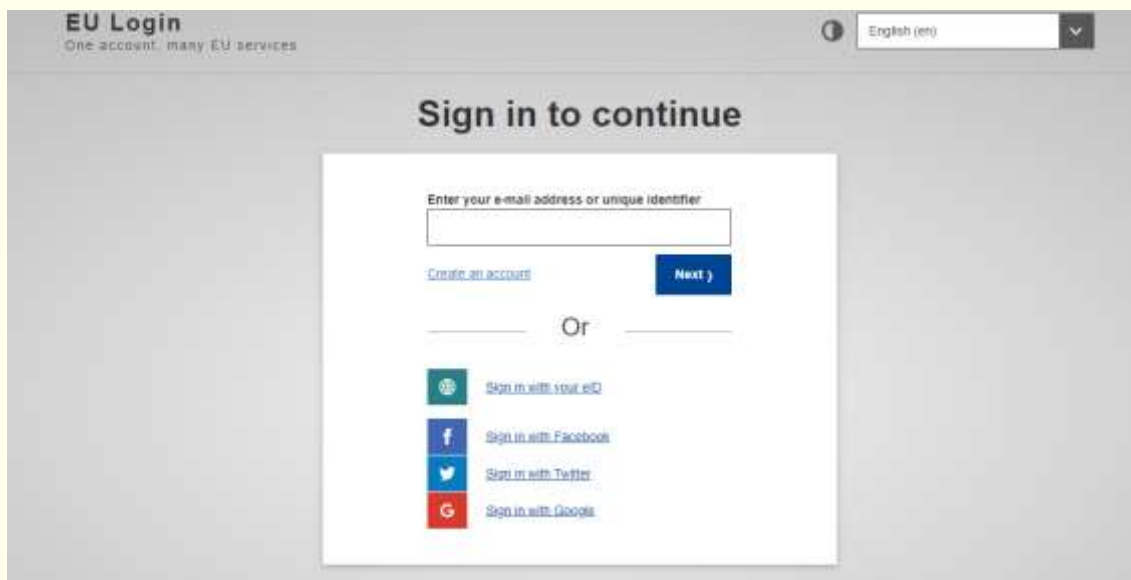 EU Login
One account, many EU services
English (en)
Sign in to continue
Enter your e-mail address or unique identifier
Create an account
Next ❯
Or
Sign in with your eID
f
Sign in with Facebook
Sign in with Twitter
G
Sign in with Google